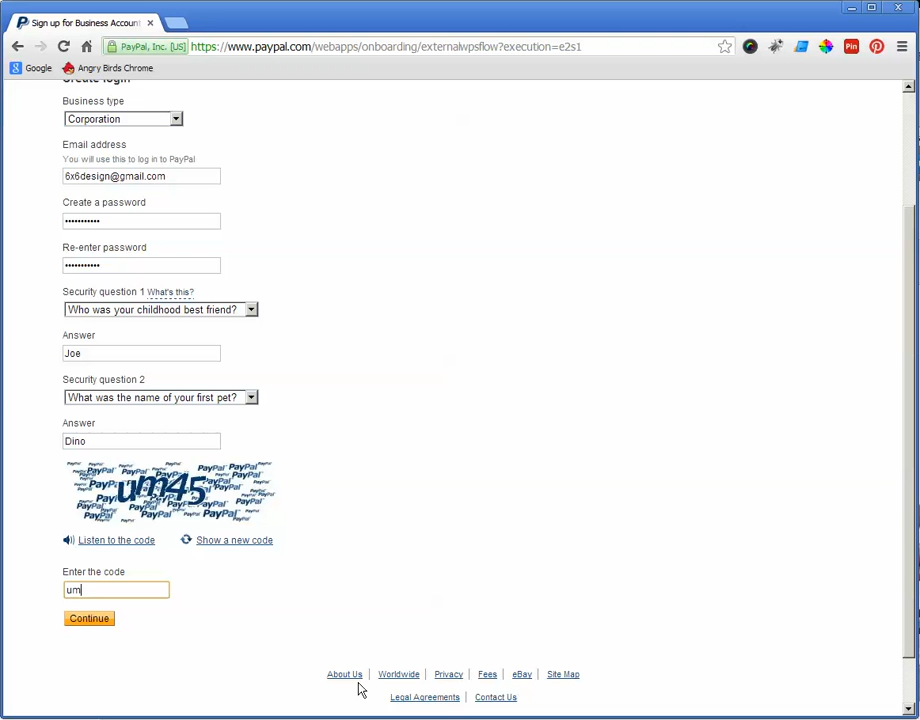 Sign up for Business Account
PayPal, Inc. [US] https://www.paypal.com/webapps/onboarding/externalwpsflow?execution=e2s1
Pin
Google Angry Birds Chrome
Create login
Business type
Corporation
Email address
You will use this to log in to PayPal
6x6design@gmail.com
Create a password
•••••••••••
Re-enter password
•••••••••••
Security question 1 What's this?
Who was your childhood best friend?
Answer
Joe
Security question 2
What was the name of your first pet?
Answer
Dino
um45
Listen to the code Show a new code
Enter the code
um
Continue
About Us Worldwide Privacy Fees eBay Site Map
Legal Agreements Contact Us